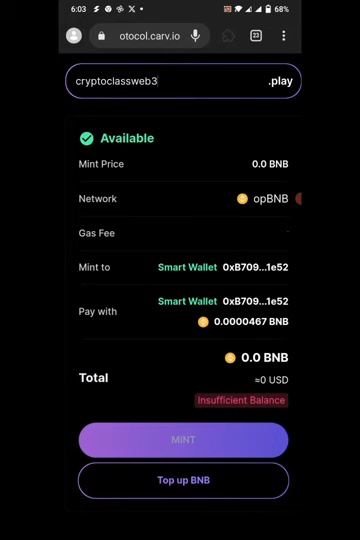 6:03
68%
otocol.carv.io
23
cryptoclassweb3 .play
Available
Mint Price 0.0 BNB
Network opBNB
Gas Fee -
Mint to Smart Wallet 0xB709...1e52
Pay with Smart Wallet 0xB709...1e52
0.0000467 BNB
Total 0.0 BNB
≈0 USD
Insufficient Balance
MINT
Top up BNB